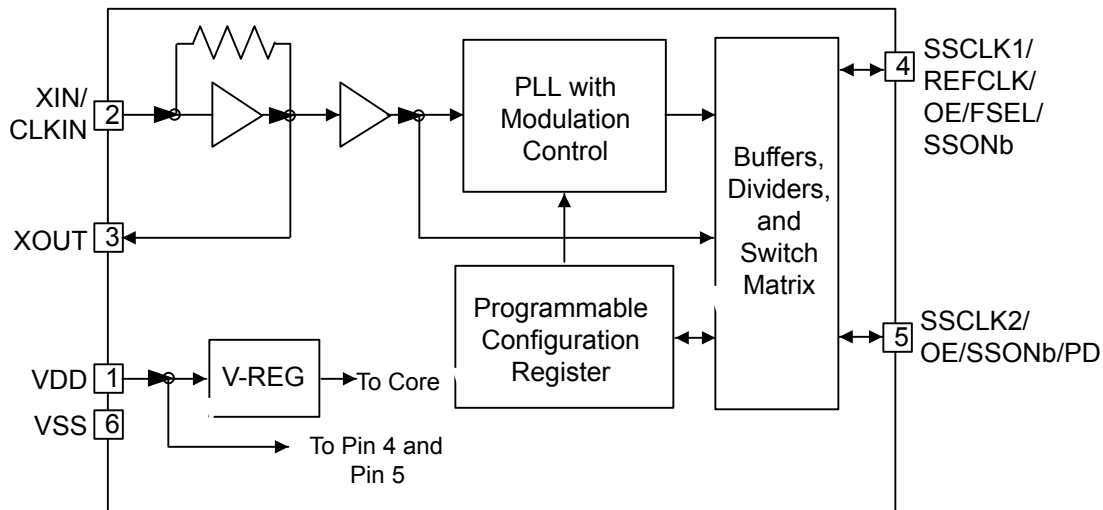 XIN/
CLKIN
2
XOUT
3
VDD
1
VSS
6
V-REG
To Core
To Pin 4 and
Pin 5
PLL with
Modulation
Control
Programmable
Configuration
Register
Buffers,
Dividers,
and
Switch
Matrix
4
SSCLK1/
REFCLK/
OE/FSEL/
SSONb
5
SSCLK2/
OE/SSONb/PD